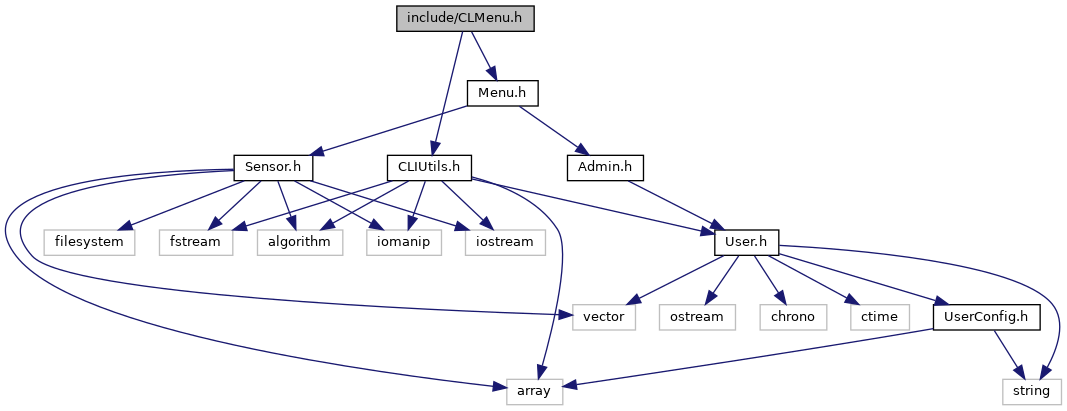 include/CLMenu.h
Menu.h
Sensor.h
CLIUtils.h
Admin.h
filesystem
fstream
algorithm
iomanip
iostream
User.h
vector
ostream
chrono
ctime
UserConfig.h
array
string